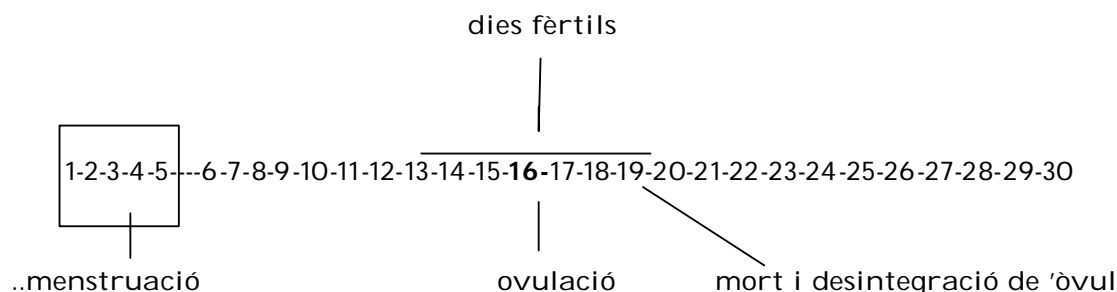 dies fèrtils
1-2-3-4-5----6-7-8-9-10-11-12-13-14-15-16-17-18-19-20-21-22-23-24-25-26-27-28-29-30
..menstruació ovulació mort i desintegració de 'òvul